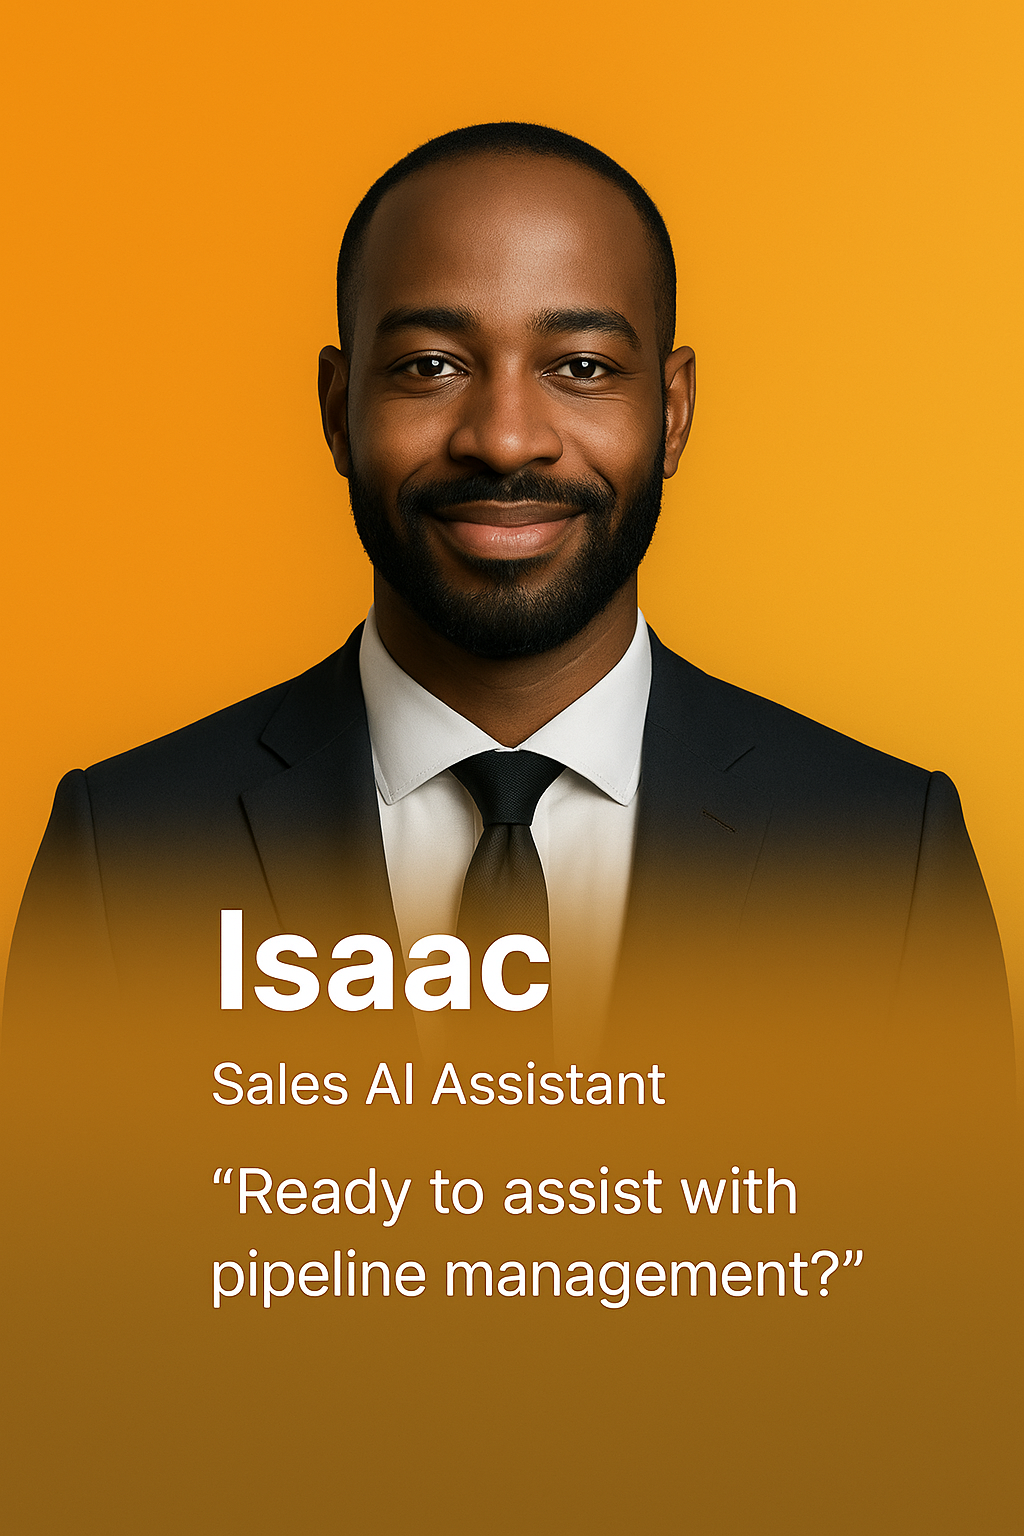 Isaac
Sales AI Assistant
“Ready to assist with
pipeline management?”